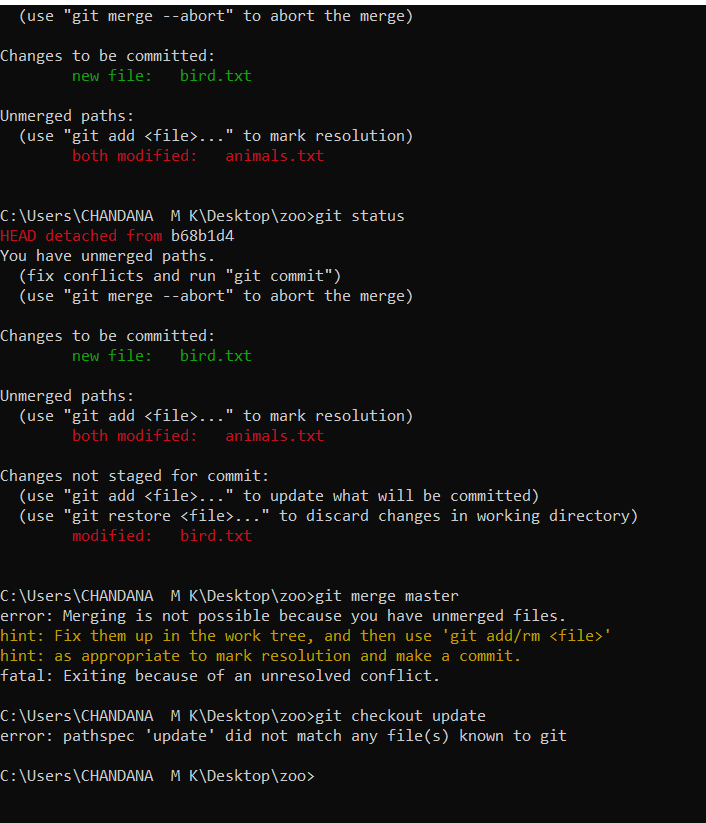 (use "git merge --abort" to abort the merge)
Changes to be committed:
new file:   bird.txt
Unmerged paths:
(use "git add <file>..." to mark resolution)
both modified:   animals.txt
C:\Users\CHANDANA  M K\Desktop\zoo>git status
HEAD detached from b68b1d4
You have unmerged paths.
(fix conflicts and run "git commit")
(use "git merge --abort" to abort the merge)
Changes to be committed:
new file:   bird.txt
Unmerged paths:
(use "git add <file>..." to mark resolution)
both modified:   animals.txt
Changes not staged for commit:
(use "git add <file>..." to update what will be committed)
(use "git restore <file>..." to discard changes in working directory)
modified:   bird.txt
C:\Users\CHANDANA  M K\Desktop\zoo>git merge master
error: Merging is not possible because you have unmerged files.
hint: Fix them up in the work tree, and then use 'git add/rm <file>'
hint: as appropriate to mark resolution and make a commit.
fatal: Exiting because of an unresolved conflict.
C:\Users\CHANDANA  M K\Desktop\zoo>git checkout update
error: pathspec 'update' did not match any file(s) known to git
C:\Users\CHANDANA  M K\Desktop\zoo>